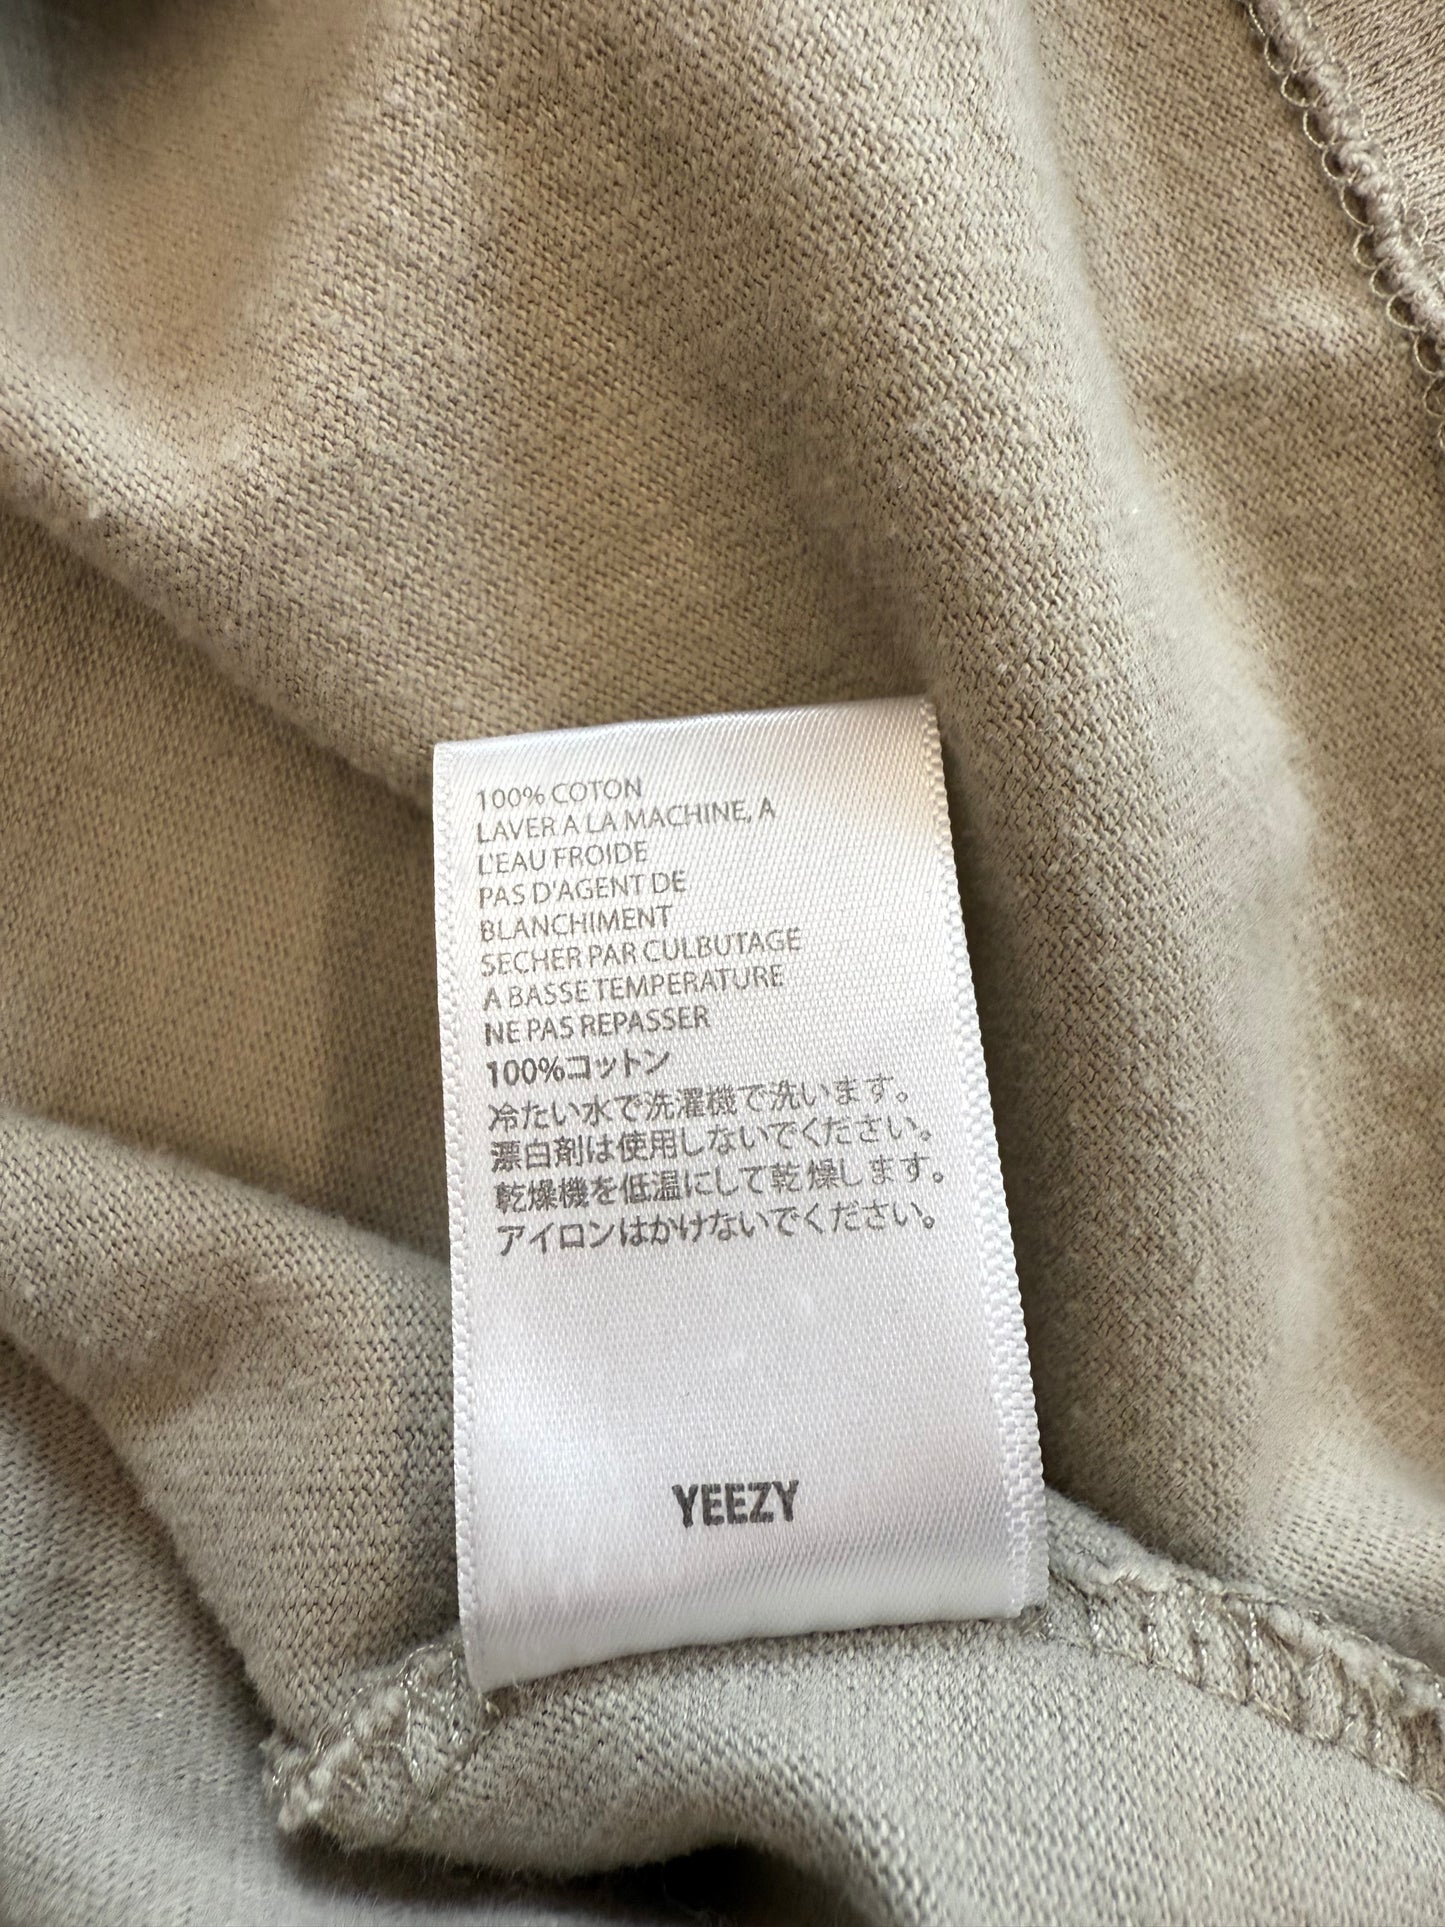 100% COTON
LAVER A LA MACHINE, A
L'EAU FROIDE
PAS D'AGENT DE
BLANCHIMENT
SECHER PAR CULBUTAGE
A BASSE TEMPERATURE
NE PAS REPASSER
100%コットン
冷たい水で洗濯機で洗います。
漂白剤は使用しないでください。
乾燥機を低温にして乾燥します。
アイロンはかけないでください。
YEEZY